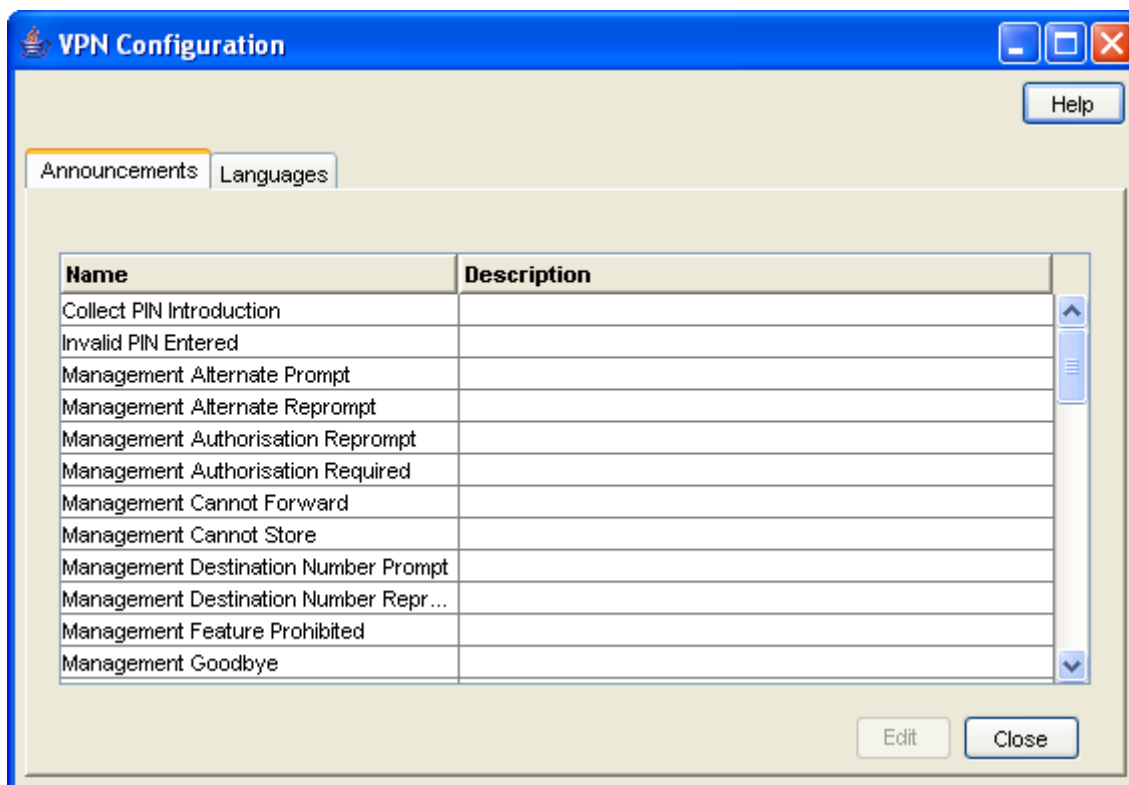 VPN Configuration
Help
Announcements Languages
Name Description
Collect PIN Introduction
Invalid PIN Entered
Management Alternate Prompt
Management Alternate Reprompt
Management Authorisation Reprompt
Management Authorisation Required
Management Cannot Forward
Management Cannot Store
Management Destination Number Prompt
Management Destination Number Repr...
Management Feature Prohibited
Management Goodbye
Edit Close